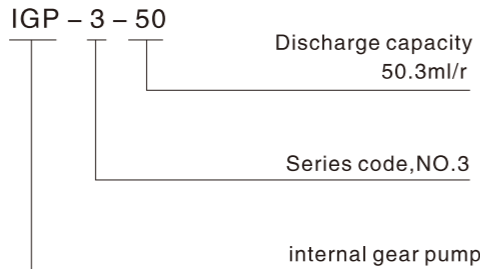 IGP – 3 – 50
Discharge capacity
50.3ml/r
Series code,NO.3
internal gear pump